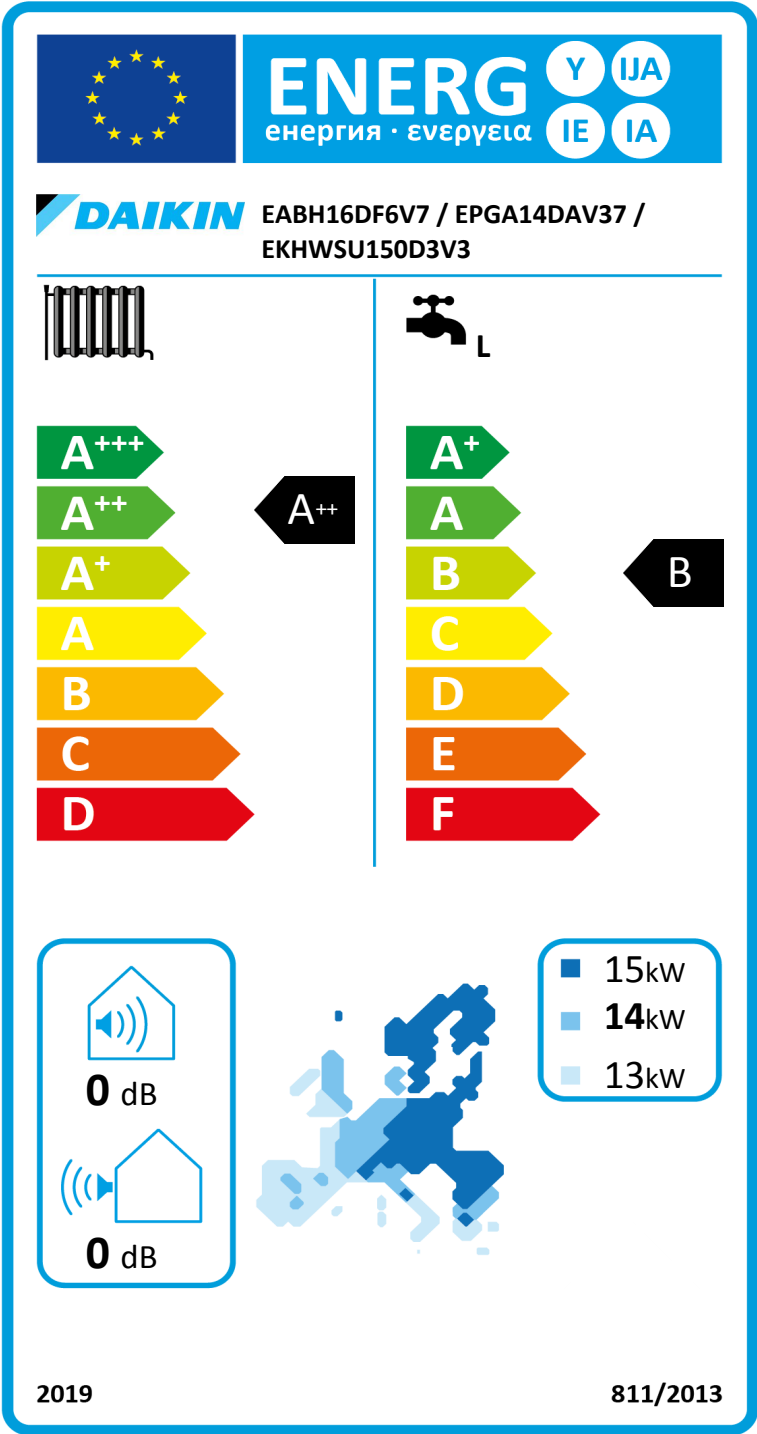 ENERG
Y IJA
енергия · ενεργεια
IE IA
DAIKIN
EABH16DF6V7 / EPGA14DAV37 /
EKHWSU150D3V3
L
A+++
A++
A+
A
B
C
D
A++
A+
A
B
C
D
E
F
B
0 dB
0 dB
15kW
14kW
13kW
2019
811/2013